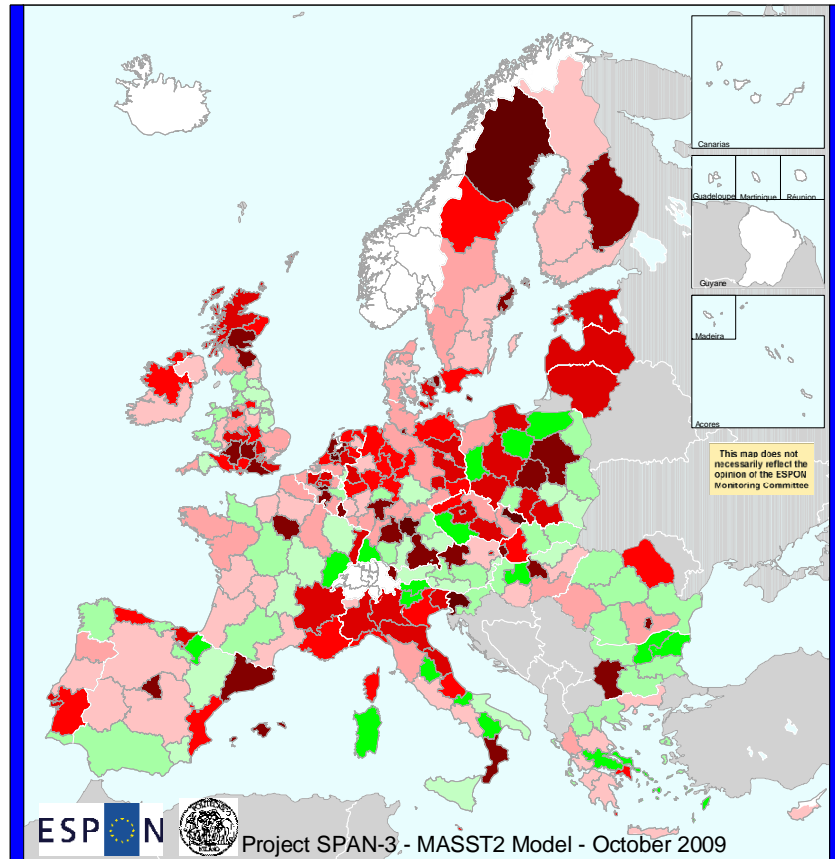 Canarias
Guadeloupe Martinique Réunion
Guyane
Madeira
Acores
This map does not
necessarily reflect the
opinion of the ESPON
Monitoring Committee
ESPON
Project SPAN-3 - MASST2 Model - October 2009